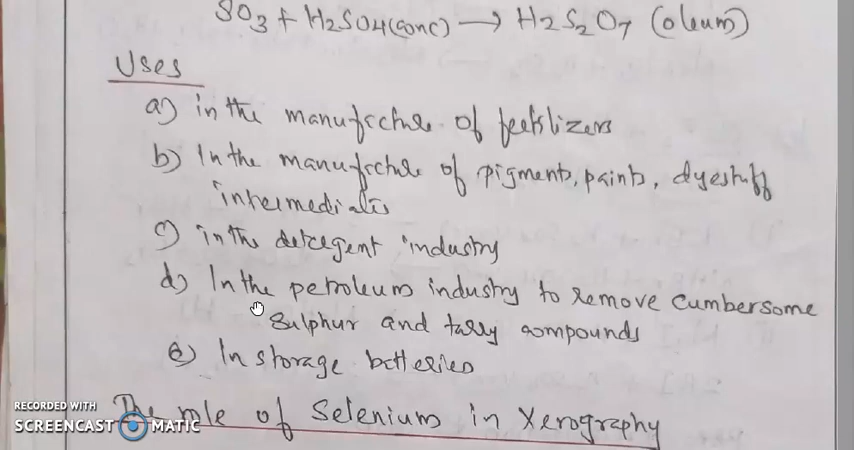 SO3 + H2SO4(conc) → H2S2O7 (oleum)
Uses
a) in the manufacture of fertilizers
b) In the manufacture of pigments, paints, dyestuff
intermediates
c) in the detergent industry
d) In the petroleum industry to remove cumbersome
Sulphur and tarry compounds
e) In storage batteries
The role of Selenium in Xerography
RECORDED WITH
SCREENCAST MATIC